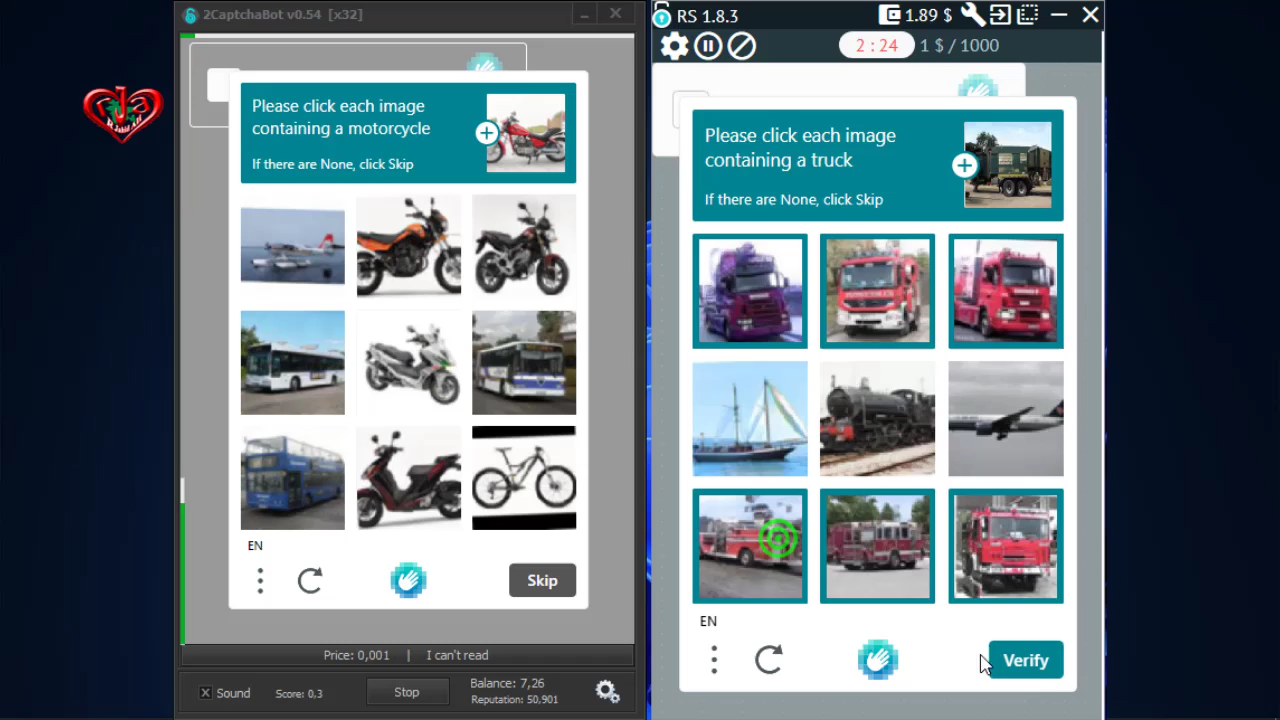 2CaptchaBot v0.54 [x32]
Please click each image
containing a motorcycle
If there are None, click Skip
EN
Skip
Price: 0,001 | I can't read
Sound
Score: 0,3
Stop
Balance: 7,26
Reputation: 50,901
RS 1.8.3
1.89 $
2 : 24
1 $ / 1000
Please click each image
containing a truck
If there are None, click Skip
EN
Verify